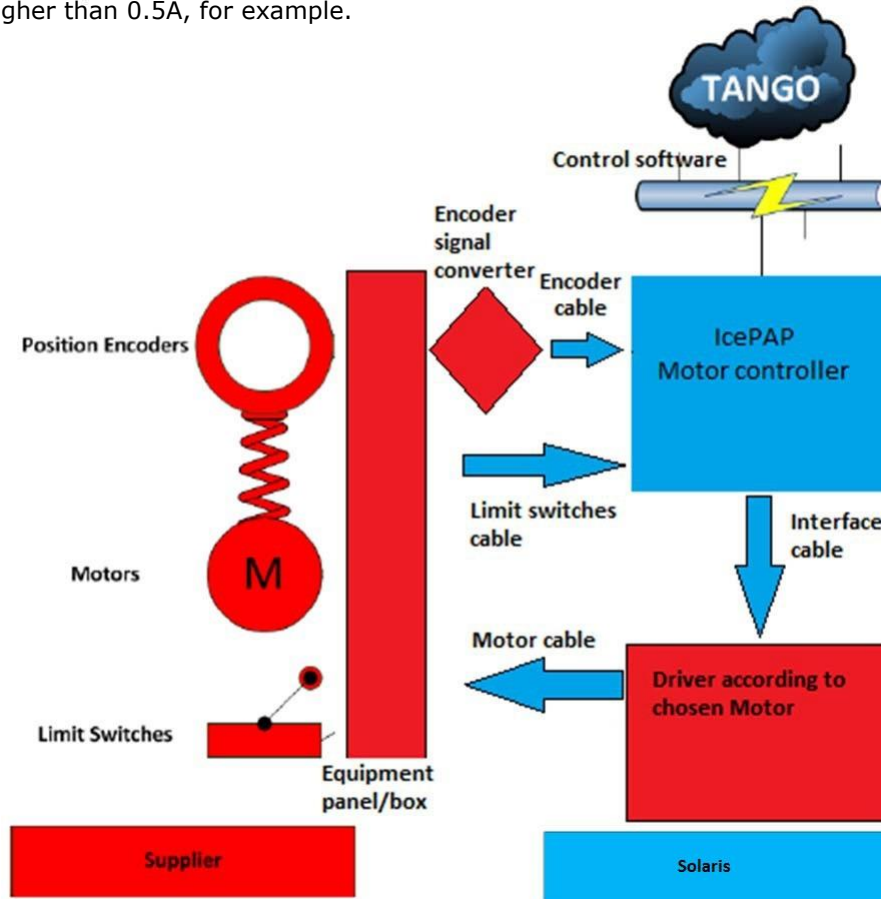 gher than 0.5A, for example.
TANGO
Control software
Encoder
signal
converter
Encoder
cable
Position Encoders
IcePAP
Motor controller
Limit switches
cable
Interface
cable
Motors
M
Motor cable
Driver according to
chosen Motor
Limit Switches
Equipment
panel/box
Supplier
Solaris